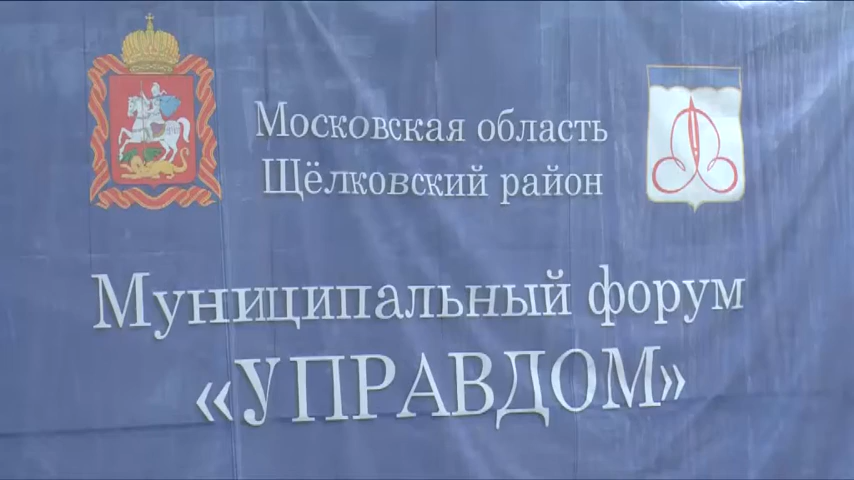 Московская область
Щёлковский район
Муниципальный форум
«УПРАВДОМ»